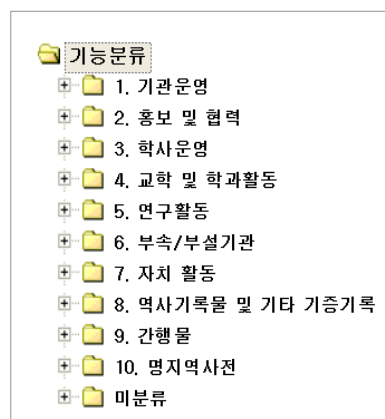 기능분류
1. 기관운영
2. 홍보 및 협력
3. 학사운영
4. 교학 및 학과활동
5. 연구활동
6. 부속/부설기관
7. 자치 활동
8. 역사기록물 및 기타 기증기록
9. 간행물
10. 명지역사전
미분류